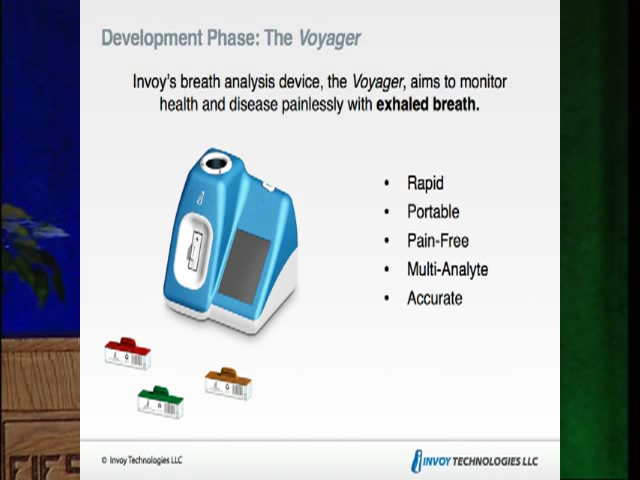 Development Phase: The Voyager
Invoy's breath analysis device, the Voyager, aims to monitor
health and disease painlessly with exhaled breath.
• Rapid
• Portable
• Pain-Free
• Multi-Analyte
• Accurate
© Invoy Technologies LLC
INVOY TECHNOLOGIES LLC